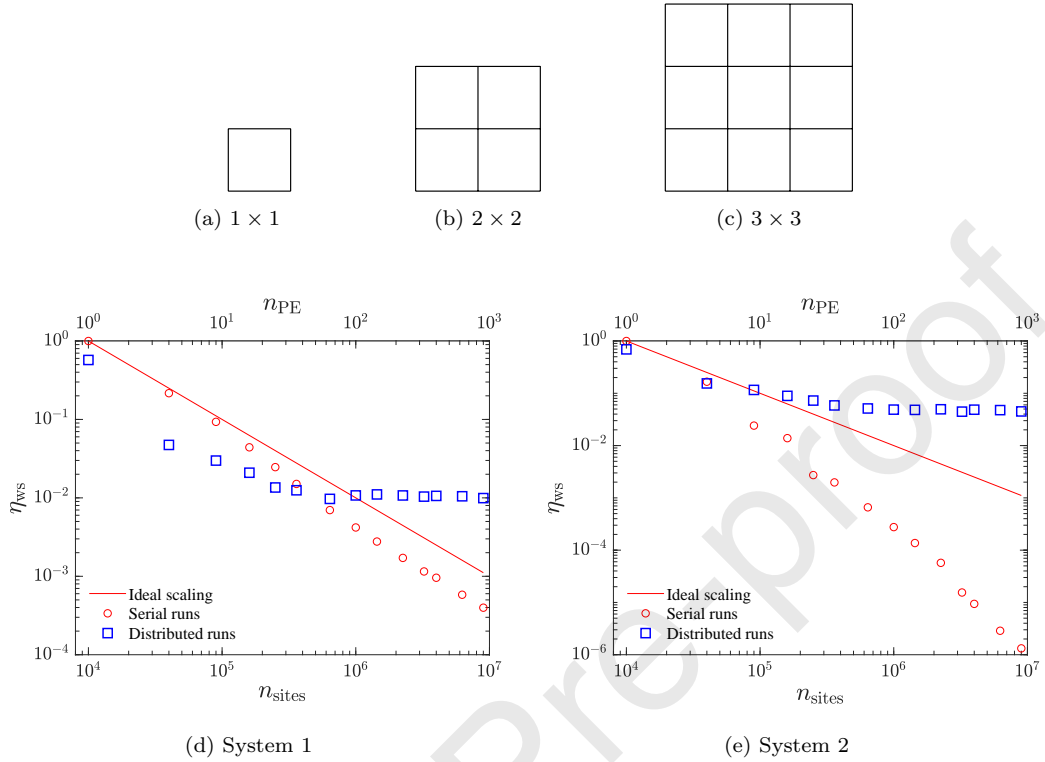 (a) 1 × 1
(b) 2 × 2
(c) 3 × 3
n_PE
10^0 10^1 10^2 10^3
10^0
10^-1
10^-2
10^-3
10^-4
η_ws
Ideal scaling
Serial runs
Distributed runs
10^4 10^5 10^6 10^7
n_sites
(d) System 1
n_PE
10^0 10^1 10^2 10^3
10^0
10^-2
10^-4
10^-6
η_ws
Ideal scaling
Serial runs
Distributed runs
10^4 10^5 10^6 10^7
n_sites
(e) System 2
Pre-proof